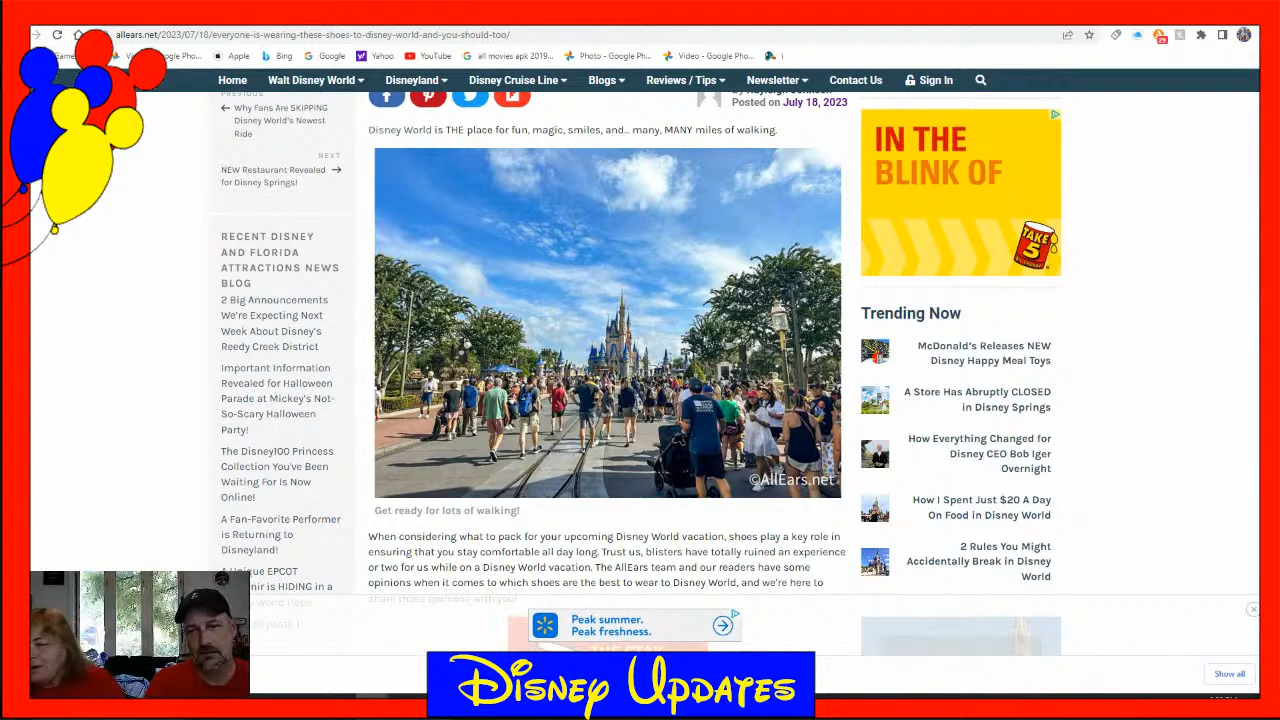 allears.net/2023/07/18/everyone-is-wearing-these-shoes-to-disney-world-and-you-should-too/
Apple Bing Google Yahoo YouTube all movies apk 2019... Photo - Google Ph... Video - Google Pho...
Home Walt Disney World Disneyland Disney Cruise Line Blogs Reviews / Tips Newsletter Contact Us Sign In
PREVIOUS
Why Fans Are SKIPPING
Disney World's Newest
Ride
NEXT
NEW Restaurant Revealed
for Disney Springs!
RECENT DISNEY
AND FLORIDA
ATTRACTIONS NEWS
BLOG
2 Big Announcements
We're Expecting Next
Week About Disney's
Reedy Creek District
Important Information
Revealed for Halloween
Parade at Mickey's Not-
So-Scary Halloween
Party!
The Disney100 Princess
Collection You've Been
Waiting For Is Now
Online!
A Fan-Favorite Performer
is Returning to
Disneyland!
A Unique EPCOT
is HIDING in a
Posted on July 18, 2023
Disney World is THE place for fun, magic, smiles, and... many, MANY miles of walking.
©AllEars.net
Get ready for lots of walking!
When considering what to pack for your upcoming Disney World vacation, shoes play a key role in
ensuring that you stay comfortable all day long. Trust us, blisters have totally ruined an experience
or two for us while on a Disney World vacation. The AllEars team and our readers have some
opinions when it comes to which shoes are the best to wear to Disney World, and we're here to
share those opinions with you!
IN THE
BLINK OF
TAKE
5
Trending Now
McDonald's Releases NEW
Disney Happy Meal Toys
A Store Has Abruptly CLOSED
in Disney Springs
How Everything Changed for
Disney CEO Bob Iger
Overnight
How I Spent Just $20 A Day
On Food in Disney World
2 Rules You Might
Accidentally Break in Disney
World
Peak summer.
Peak freshness.
Show all
Disney Updates